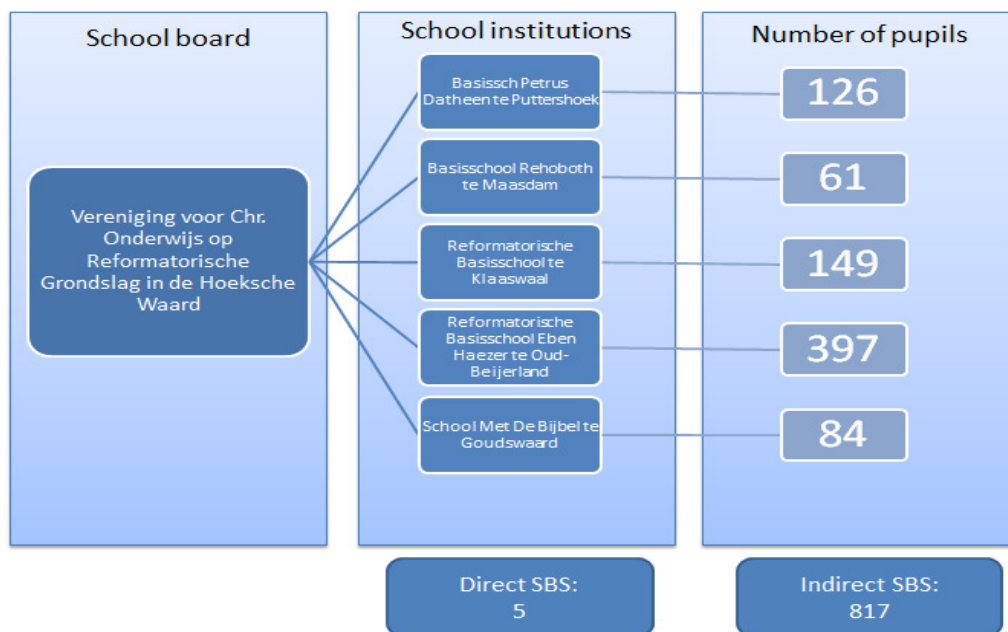 School board
Vereniging voor Chr.
Onderwijs op
Reformatorische
Grondslag in de Hoeksche
Waard
School institutions
Basissch Petrus
Datheen te Puttershoek
Basisschool Rehoboth
te Maasdam
Reformatorische
Basisschool te
Klaaswaal
Reformatorische
Basisschool Eben
Haezer te Oud-
Beijerland
School Met De Bijbel te
Goudswaard
Direct SBS:
5
Number of pupils
126
61
149
397
84
Indirect SBS:
817